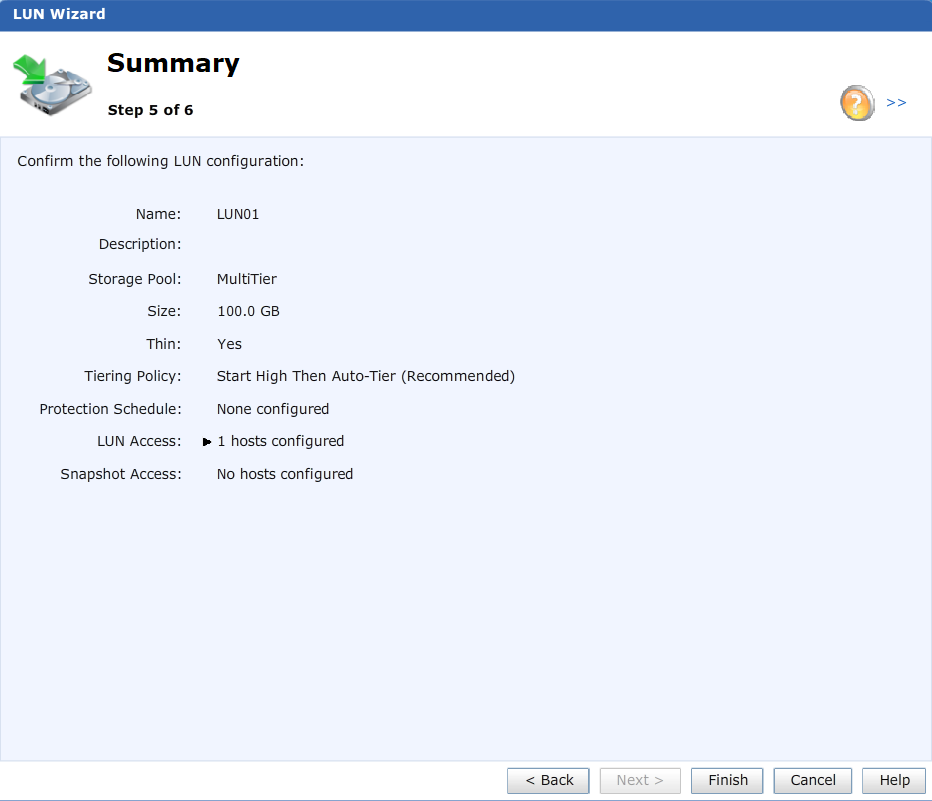 LUN Wizard
Summary
Step 5 of 6
? >>
Confirm the following LUN configuration:
Name: LUN01
Description:
Storage Pool: MultiTier
Size: 100.0 GB
Thin: Yes
Tiering Policy: Start High Then Auto-Tier (Recommended)
Protection Schedule: None configured
LUN Access: 1 hosts configured
Snapshot Access: No hosts configured
< Back Next > Finish Cancel Help